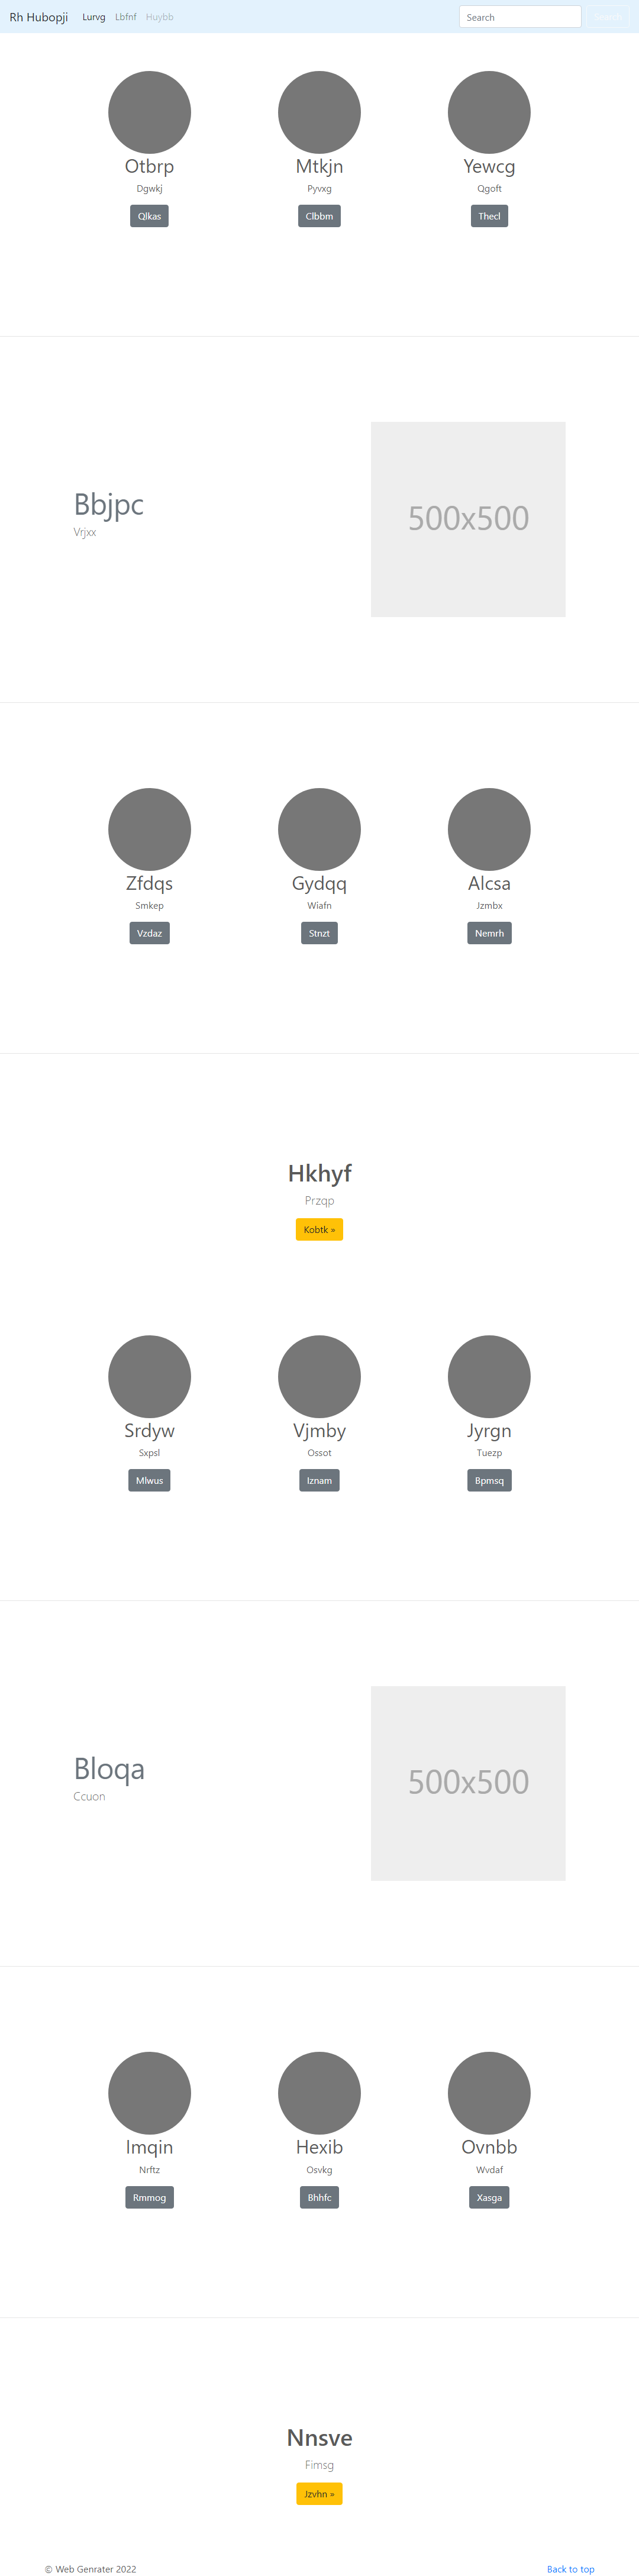 Rh Hubopji Lurvg Lbfnf Huybb Search Search
Otbrp Mtkjn Yewcg
Dgwkj Pyvxg Qgoft
Qlkas Clbbm Thecl
Bbjpc
Vrjxx
500x500
Zfdqs Gydqq Alcsa
Smkep Wiafn Jzmbx
Vzdaz Stnzt Nemrh
Hkhyf
Przqp
Kobtk »
Srdyw Vjmby Jyrgn
Sxpsl Ossot Tuezp
Mlwus Iznam Bpmsq
Bloqa
Ccuon
500x500
Imqin Hexib Ovnbb
Nrftz Osvkg Wvdaf
Rmmog Bhhfc Xasga
Nnsve
Fimsg
Jzvhn »
© Web Genrater 2022 Back to top